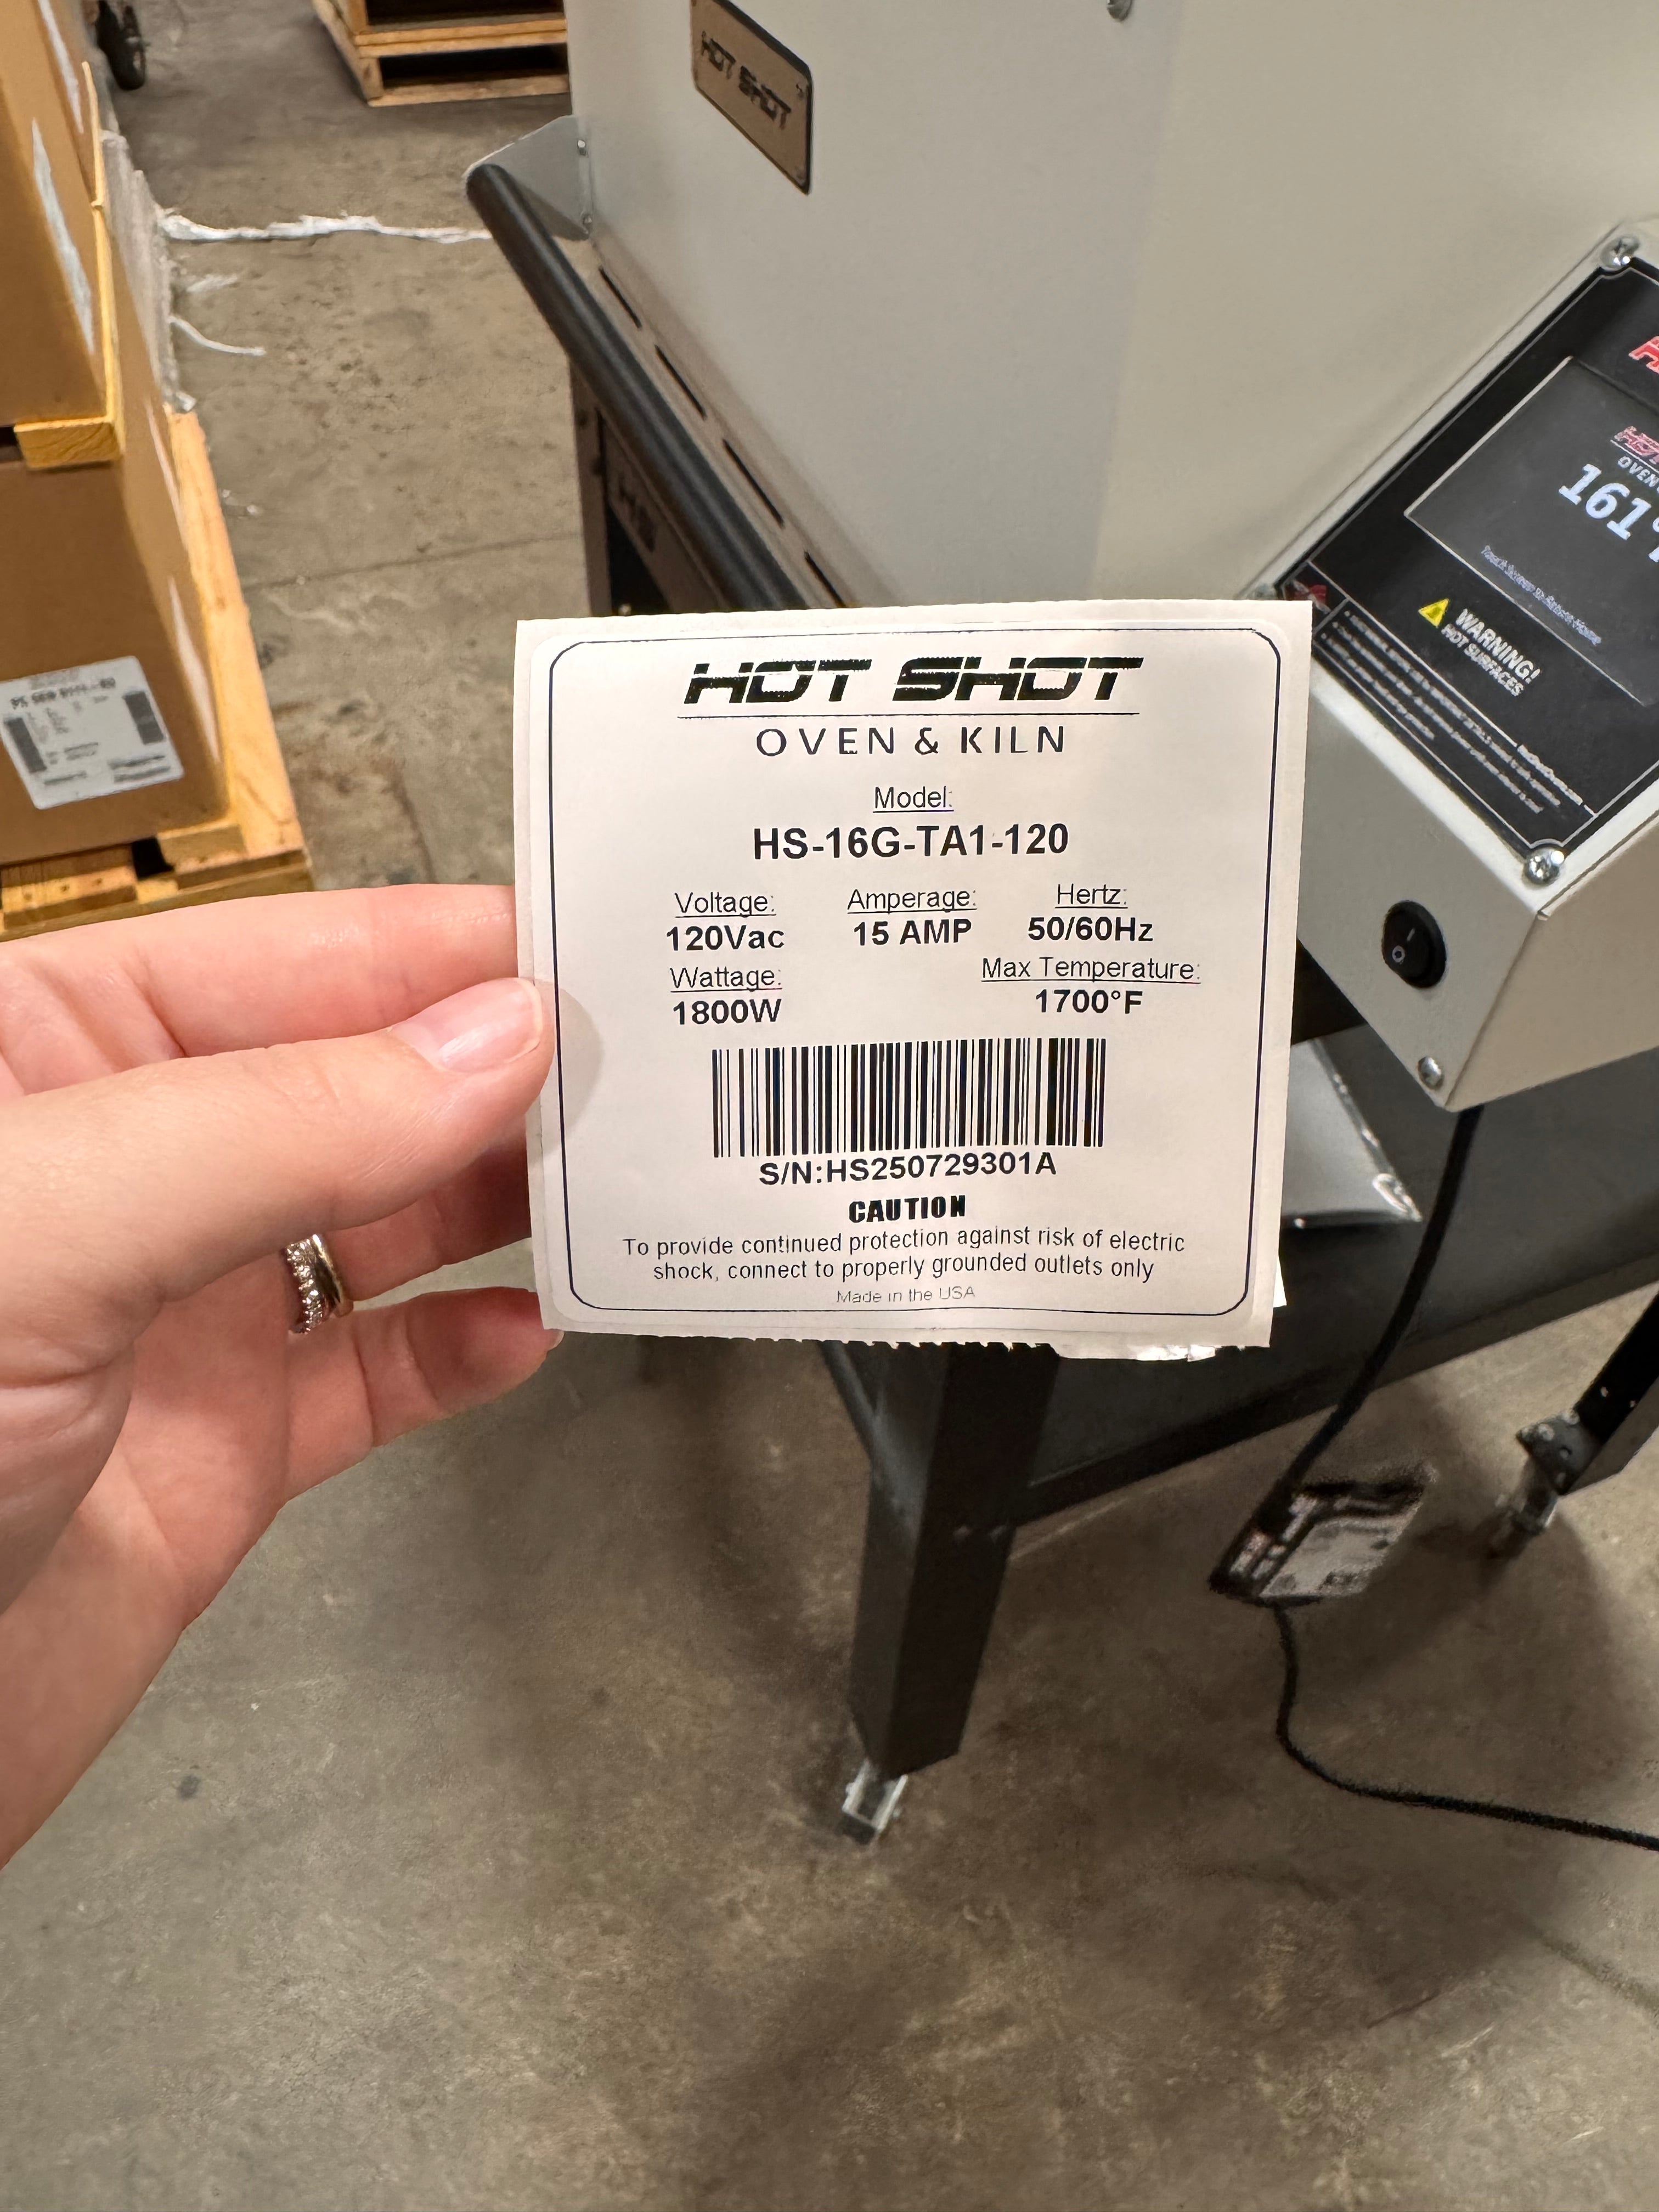 HOT SHOT
161°
WARNING!
HOT SURFACES
HOT SHOT
OVEN & KILN
Model:
HS-16G-TA1-120
Voltage: Amperage: Hertz:
120Vac 15 AMP 50/60Hz
Wattage: Max Temperature:
1800W 1700°F
S/N:HS250729301A
CAUTION
To provide continued protection against risk of electric
shock, connect to properly grounded outlets only
Made in the USA